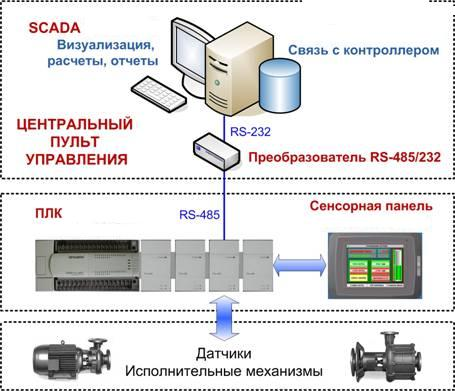 SCADA
Визуализация,
расчеты, отчеты
Связь с контроллером
ЦЕНТРАЛЬНЫЙ
ПУЛЬТ
УПРАВЛЕНИЯ
RS-232
Преобразователь RS-485/232
ПЛК
RS-485
Сенсорная панель
Датчики
Исполнительные механизмы